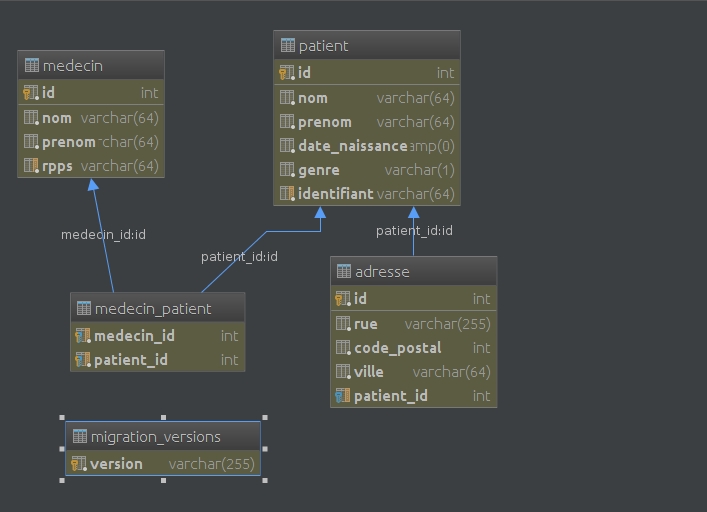 medecin
id int
nom varchar(64)
prenom rchar(64)
rpps varchar(64)
patient
id int
nom varchar(64)
prenom varchar(64)
date_naissance amp(0)
genre varchar(1)
identifiant varchar(64)
medecin_id:id
patient_id:id
patient_id:id
medecin_patient
medecin_id int
patient_id int
adresse
id int
rue varchar(255)
code_postal int
ville varchar(64)
patient_id int
migration_versions
version varchar(255)